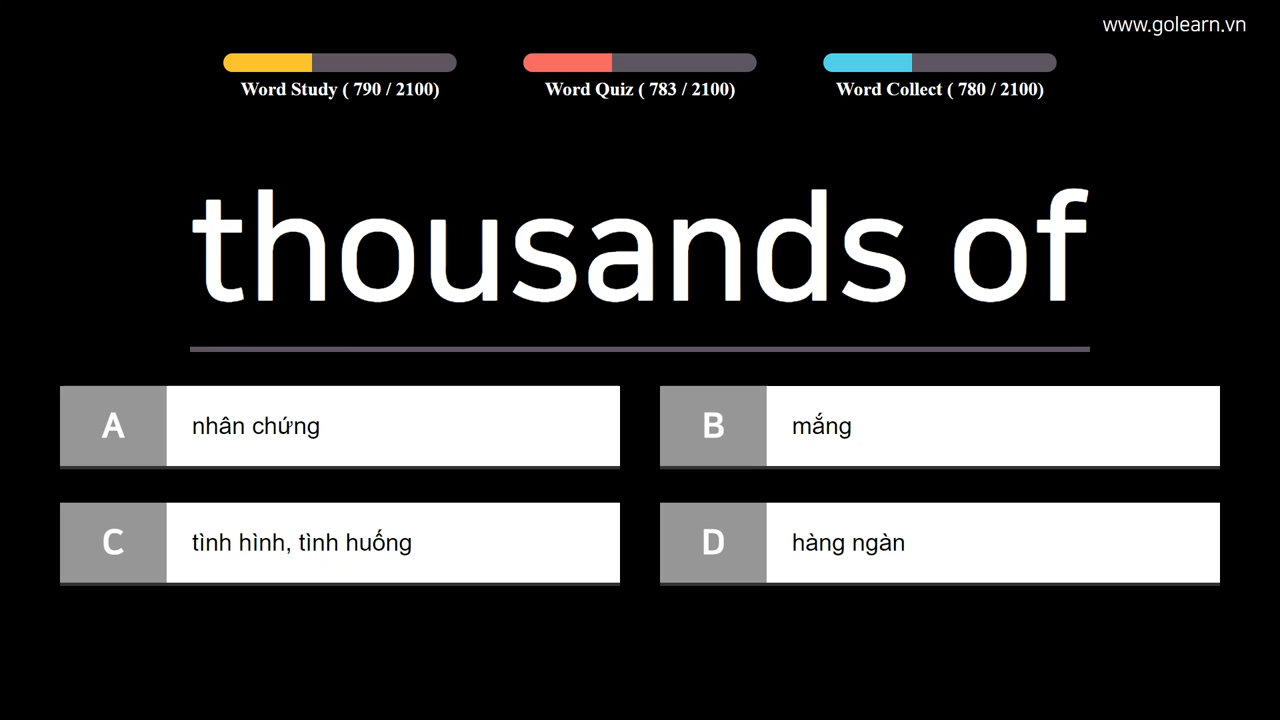 www.golearn.vn
Word Study ( 790 / 2100)
Word Quiz ( 783 / 2100)
Word Collect ( 780 / 2100)
thousands of
A nhân chứng
B mắng
C tình hình, tình huống
D hàng ngàn